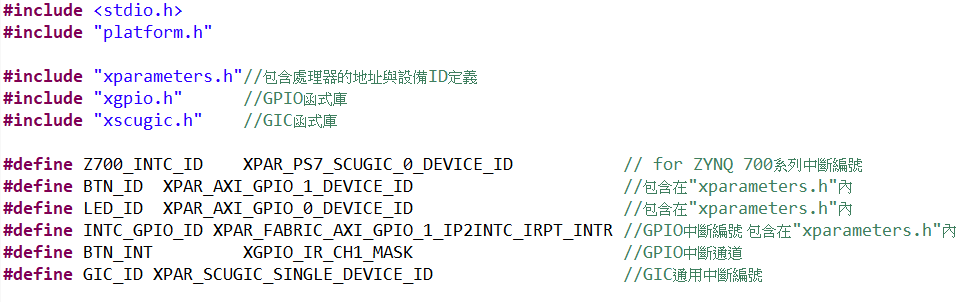 #include <stdio.h>
#include "platform.h"
#include "xparameters.h"//包含處理器的地址與設備ID定義
#include "xgpio.h" //GPIO函式庫
#include "xscugic.h" //GIC函式庫
#define Z700_INTC_ID XPAR_PS7_SCUGIC_0_DEVICE_ID // for ZYNQ 700系列中斷編號
#define BTN_ID XPAR_AXI_GPIO_1_DEVICE_ID //包含在"xparameters.h"內
#define LED_ID XPAR_AXI_GPIO_0_DEVICE_ID //包含在"xparameters.h"內
#define INTC_GPIO_ID XPAR_FABRIC_AXI_GPIO_1_IP2INTC_IRPT_INTR //GPIO中斷編號 包含在"xparameters.h"內
#define BTN_INT XGPIO_IR_CH1_MASK //GPIO中斷通道
#define GIC_ID XPAR_SCUGIC_SINGLE_DEVICE_ID //GIC通用中斷編號